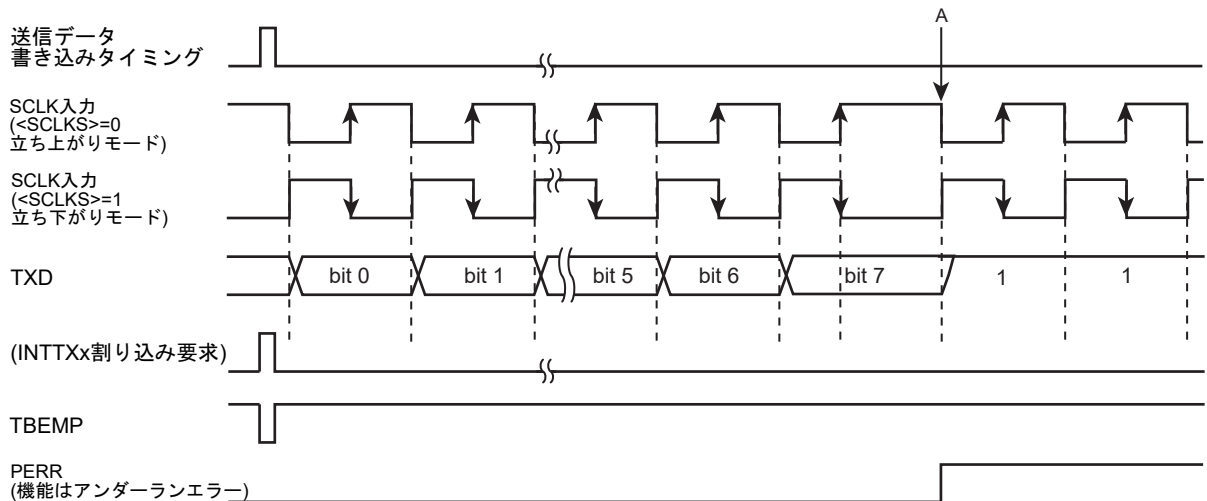 A
送信データ
書き込みタイミング
SCLK入力
(<SCLKS>=0
立ち上がりモード)
SCLK入力
(<SCLKS>=1
立ち下がりモード)
TXD
bit 0
bit 1
bit 5
bit 6
bit 7
1
1
(INTTXx割り込み要求)
TBEMP
PERR
(機能はアンダーランエラー)